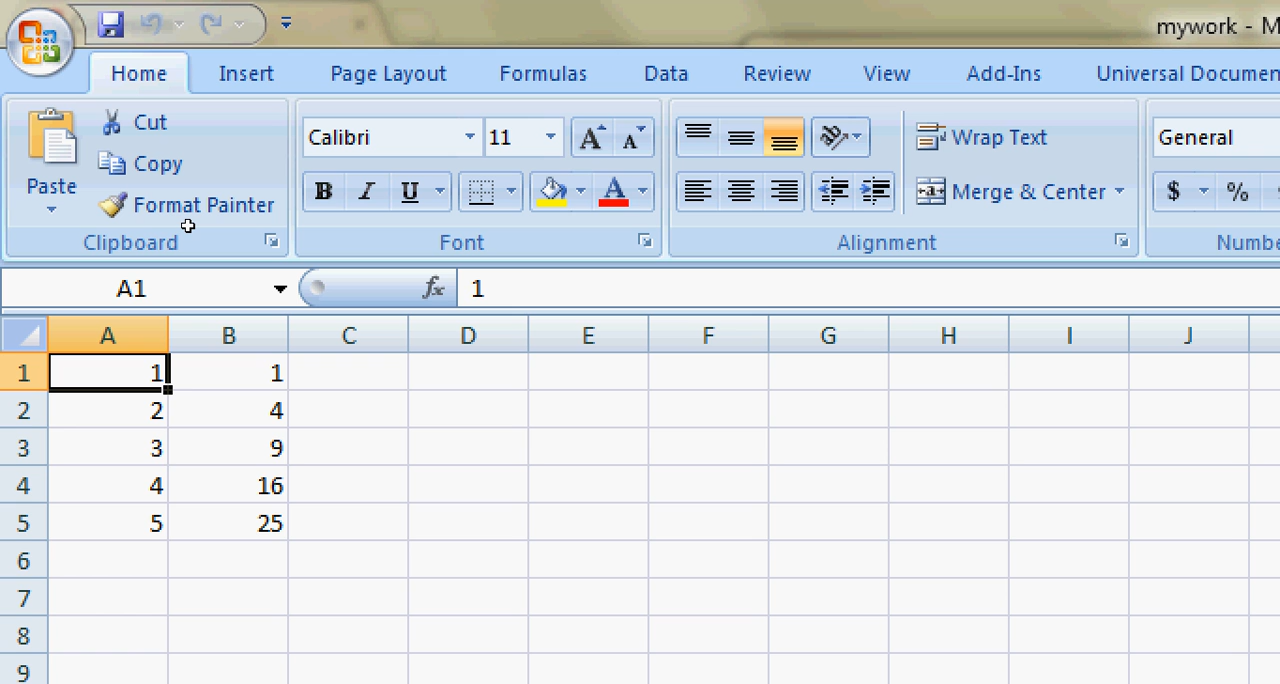 mywork - M
Home Insert Page Layout Formulas Data Review View Add-Ins Universal Documen
Paste
Cut
Copy
Format Painter
Clipboard
Calibri 11 A A
B I U A
Font
Wrap Text
Merge & Center
Alignment
General
$ %
Numbe
A1 fx 1
A B C D E F G H I J
1 1 1
2 2 4
3 3 9
4 4 16
5 5 25
6
7
8
9